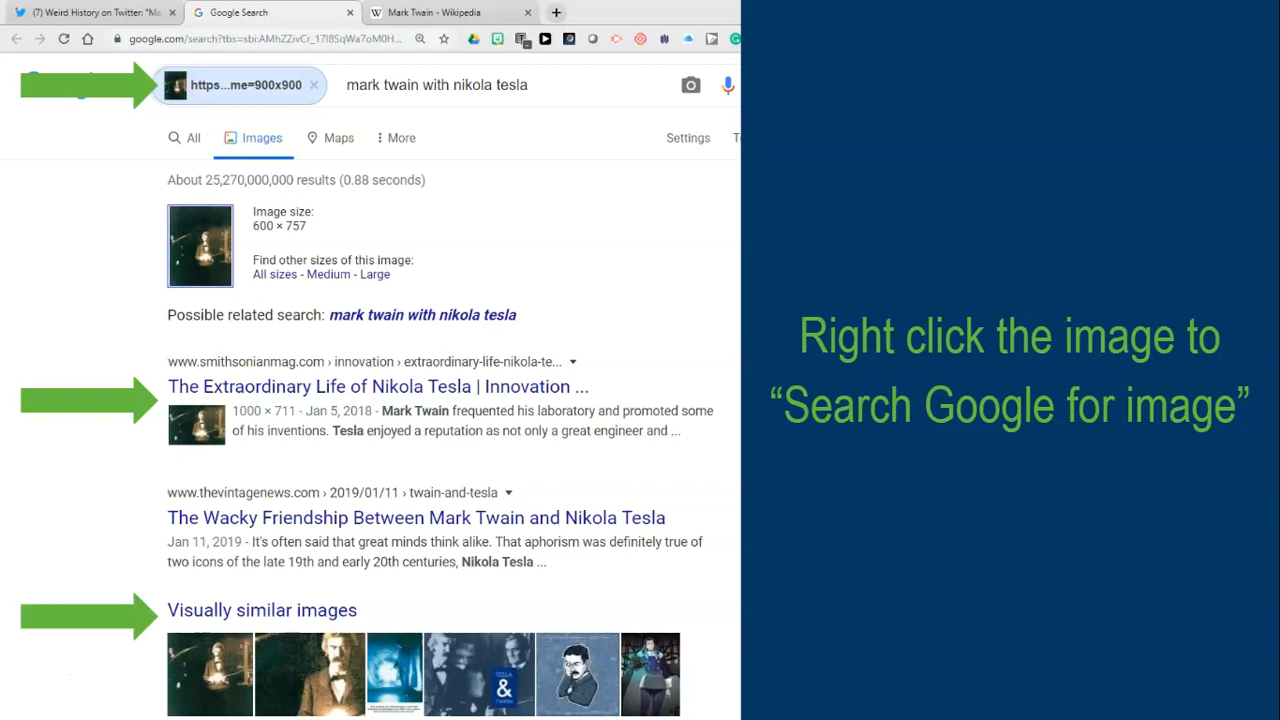 (7) Weird History on Twitter: "Ma
Google Search
Mark Twain - Wikipedia
google.com/search?tbs=sbi:AMhZZivCr_17l8SqWa7oM0H...
https...me=900x900
mark twain with nikola tesla
All
Images
Maps
More
Settings
About 25,270,000,000 results (0.88 seconds)
Image size:
600 × 757
Find other sizes of this image:
All sizes - Medium - Large
Possible related search: mark twain with nikola tesla
www.smithsonianmag.com › innovation › extraordinary-life-nikola-te...
The Extraordinary Life of Nikola Tesla | Innovation ...
1000 × 711 - Jan 5, 2018 - Mark Twain frequented his laboratory and promoted some
of his inventions. Tesla enjoyed a reputation as not only a great engineer and ...
www.thevintagenews.com › 2019/01/11 › twain-and-tesla
The Wacky Friendship Between Mark Twain and Nikola Tesla
Jan 11, 2019 - It's often said that great minds think alike. That aphorism was definitely true of
two icons of the late 19th and early 20th centuries, Nikola Tesla ...
Visually similar images
TESLA
&
Right click the image to
“Search Google for image”